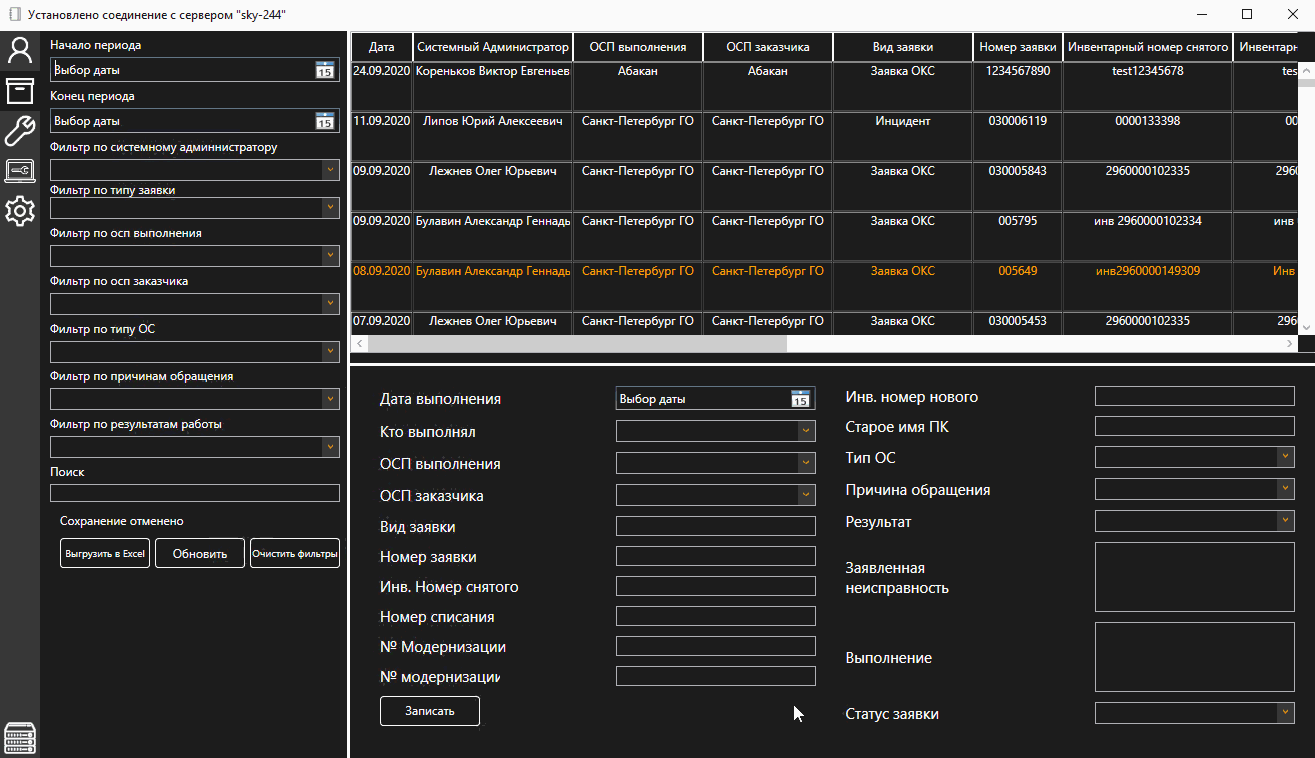 Установлено соединение с сервером "sky-244"
Начало периода
Выбор даты 15
Конец периода
Выбор даты 15
Фильтр по системному администратору
Фильтр по типу заявки
Фильтр по осп выполнения
Фильтр по осп заказчика
Фильтр по типу ОС
Фильтр по причинам обращения
Фильтр по результатам работы
Поиск
Сохранение отменено
Выгрузить в Excel Обновить Очистить фильтры
Дата Системный Администратор ОСП выполнения ОСП заказчика Вид заявки Номер заявки Инвентарный номер снятого Инвентарн
24.09.2020 Кореньков Виктор Евгеньев Абакан Абакан Заявка ОКС 1234567890 test12345678 tes
11.09.2020 Липов Юрий Алексеевич Санкт-Петербург ГО Санкт-Петербург ГО Инцидент 030006119 0000133398 00
09.09.2020 Лежнев Олег Юрьевич Санкт-Петербург ГО Санкт-Петербург ГО Заявка ОКС 030005843 2960000102335 296
09.09.2020 Булавин Александр Геннадь Санкт-Петербург ГО Санкт-Петербург ГО Заявка ОКС 005795 инв 2960000102334 инв
08.09.2020 Булавин Александр Геннадь Санкт-Петербург ГО Санкт-Петербург ГО Заявка ОКС 005649 инв2960000149309 Инв
07.09.2020 Лежнев Олег Юрьевич Санкт-Петербург ГО Санкт-Петербург ГО Заявка ОКС 030005453 2960000102335 296
Дата выполнения Выбор даты 15
Кто выполнял
ОСП выполнения
ОСП заказчика
Вид заявки
Номер заявки
Инв. Номер снятого
Номер списания
№ Модернизации
№ модернизации
Записать
Инв. номер нового
Старое имя ПК
Тип ОС
Причина обращения
Результат
Заявленная
неисправность
Выполнение
Статус заявки